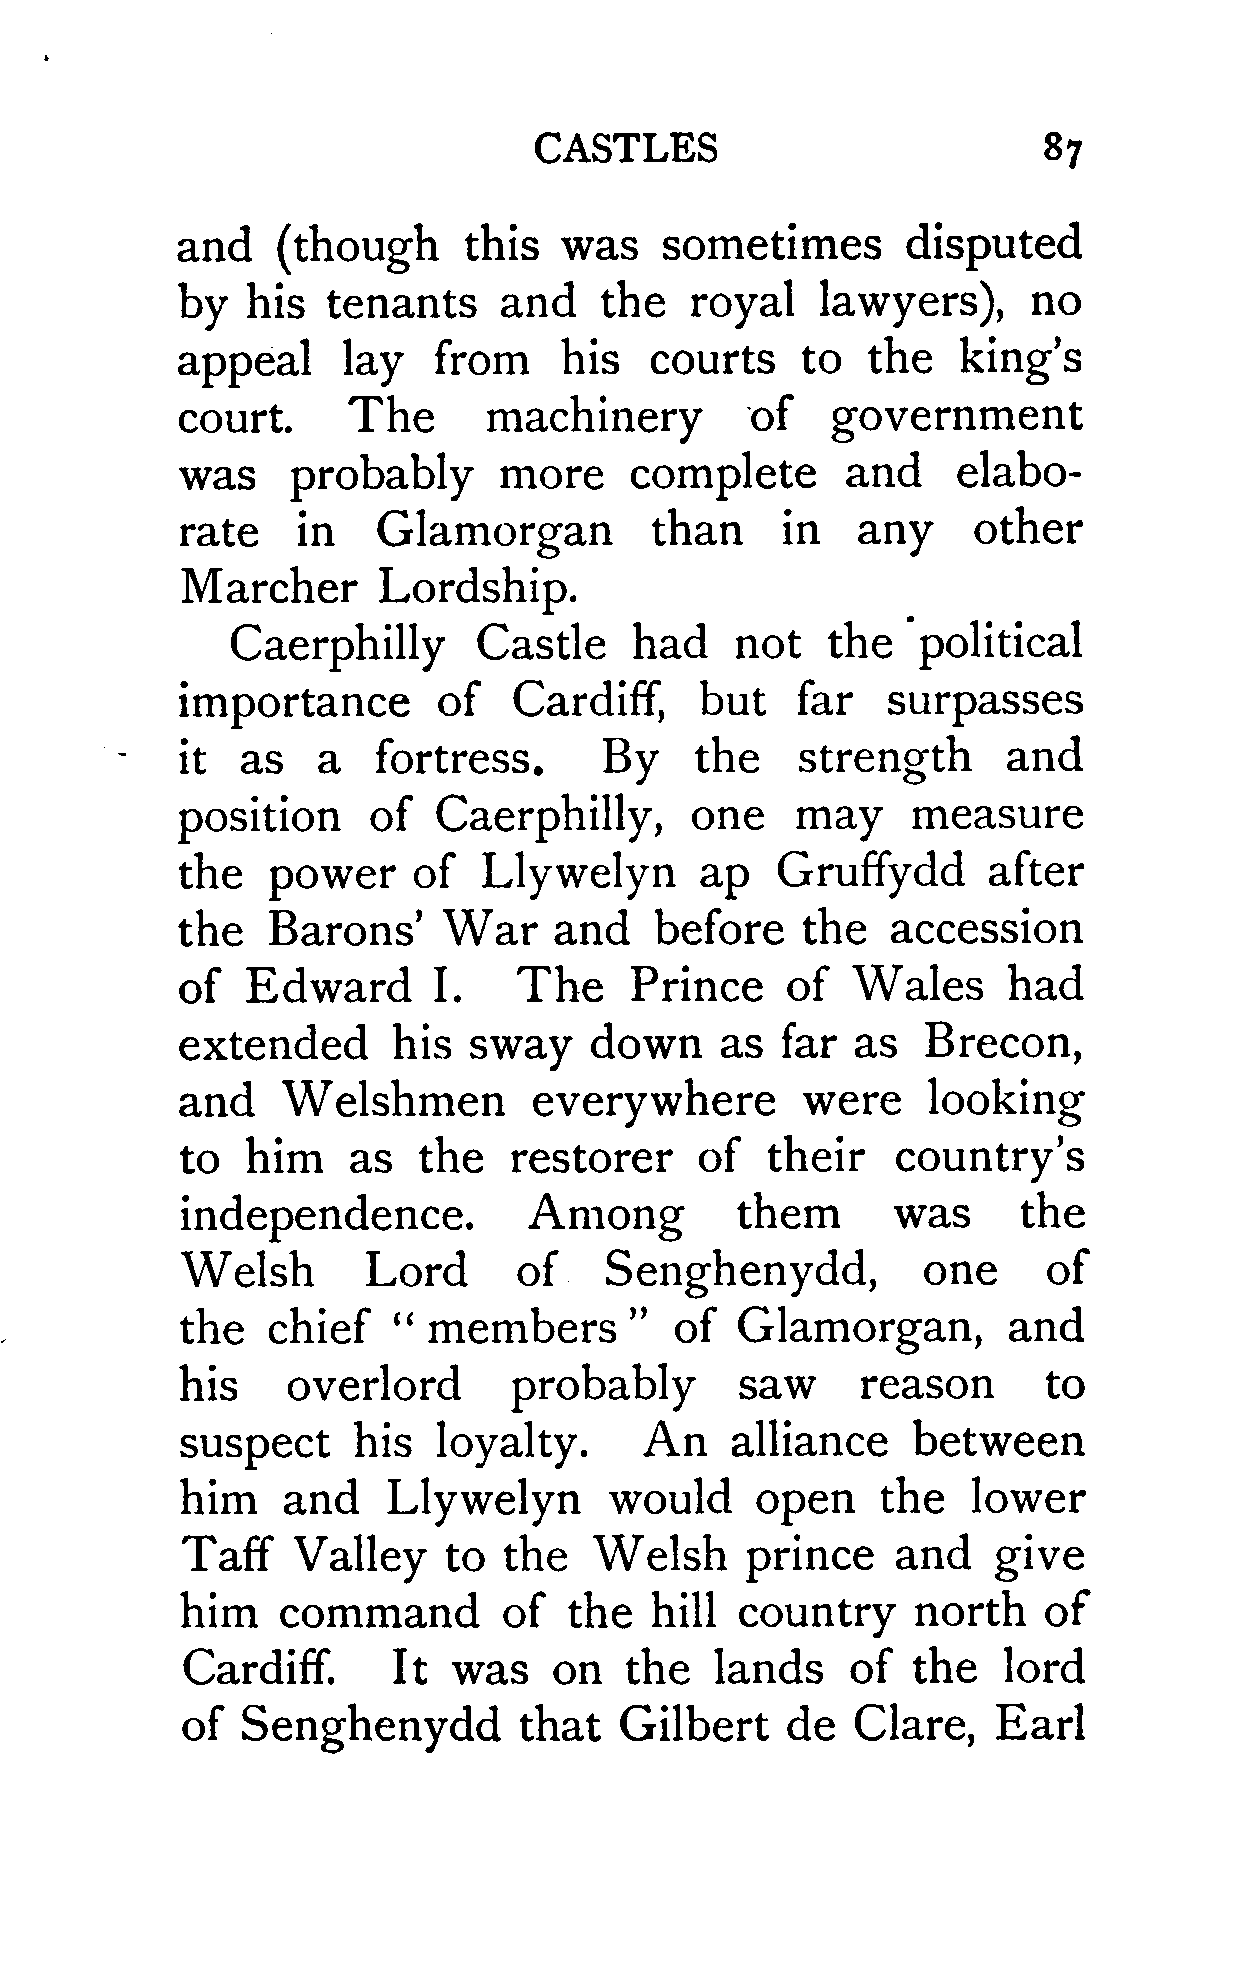 CASTLES 87
and (though this was sometimes disputed
by his tenants and the royal lawyers), no
appeal lay from his courts to the king's
court. The machinery of government
was probably more complete and elabo-
rate in Glamorgan than in any other
Marcher Lordship.
Caerphilly Castle had not the political
importance of Cardiff, but far surpasses
it as a fortress. By the strength and
position of Caerphilly, one may measure
the power of Llywelyn ap Gruffydd after
the Barons' War and before the accession
of Edward I. The Prince of Wales had
extended his sway down as far as Brecon,
and Welshmen everywhere were looking
to him as the restorer of their country's
independence. Among them was the
Welsh Lord of Senghenydd, one of
the chief "members" of Glamorgan, and
his overlord probably saw reason to
suspect his loyalty. An alliance between
him and Llywelyn would open the lower
Taff Valley to the Welsh prince and give
him command of the hill country north of
Cardiff. It was on the lands of the lord
of Senghenydd that Gilbert de Clare, Earl